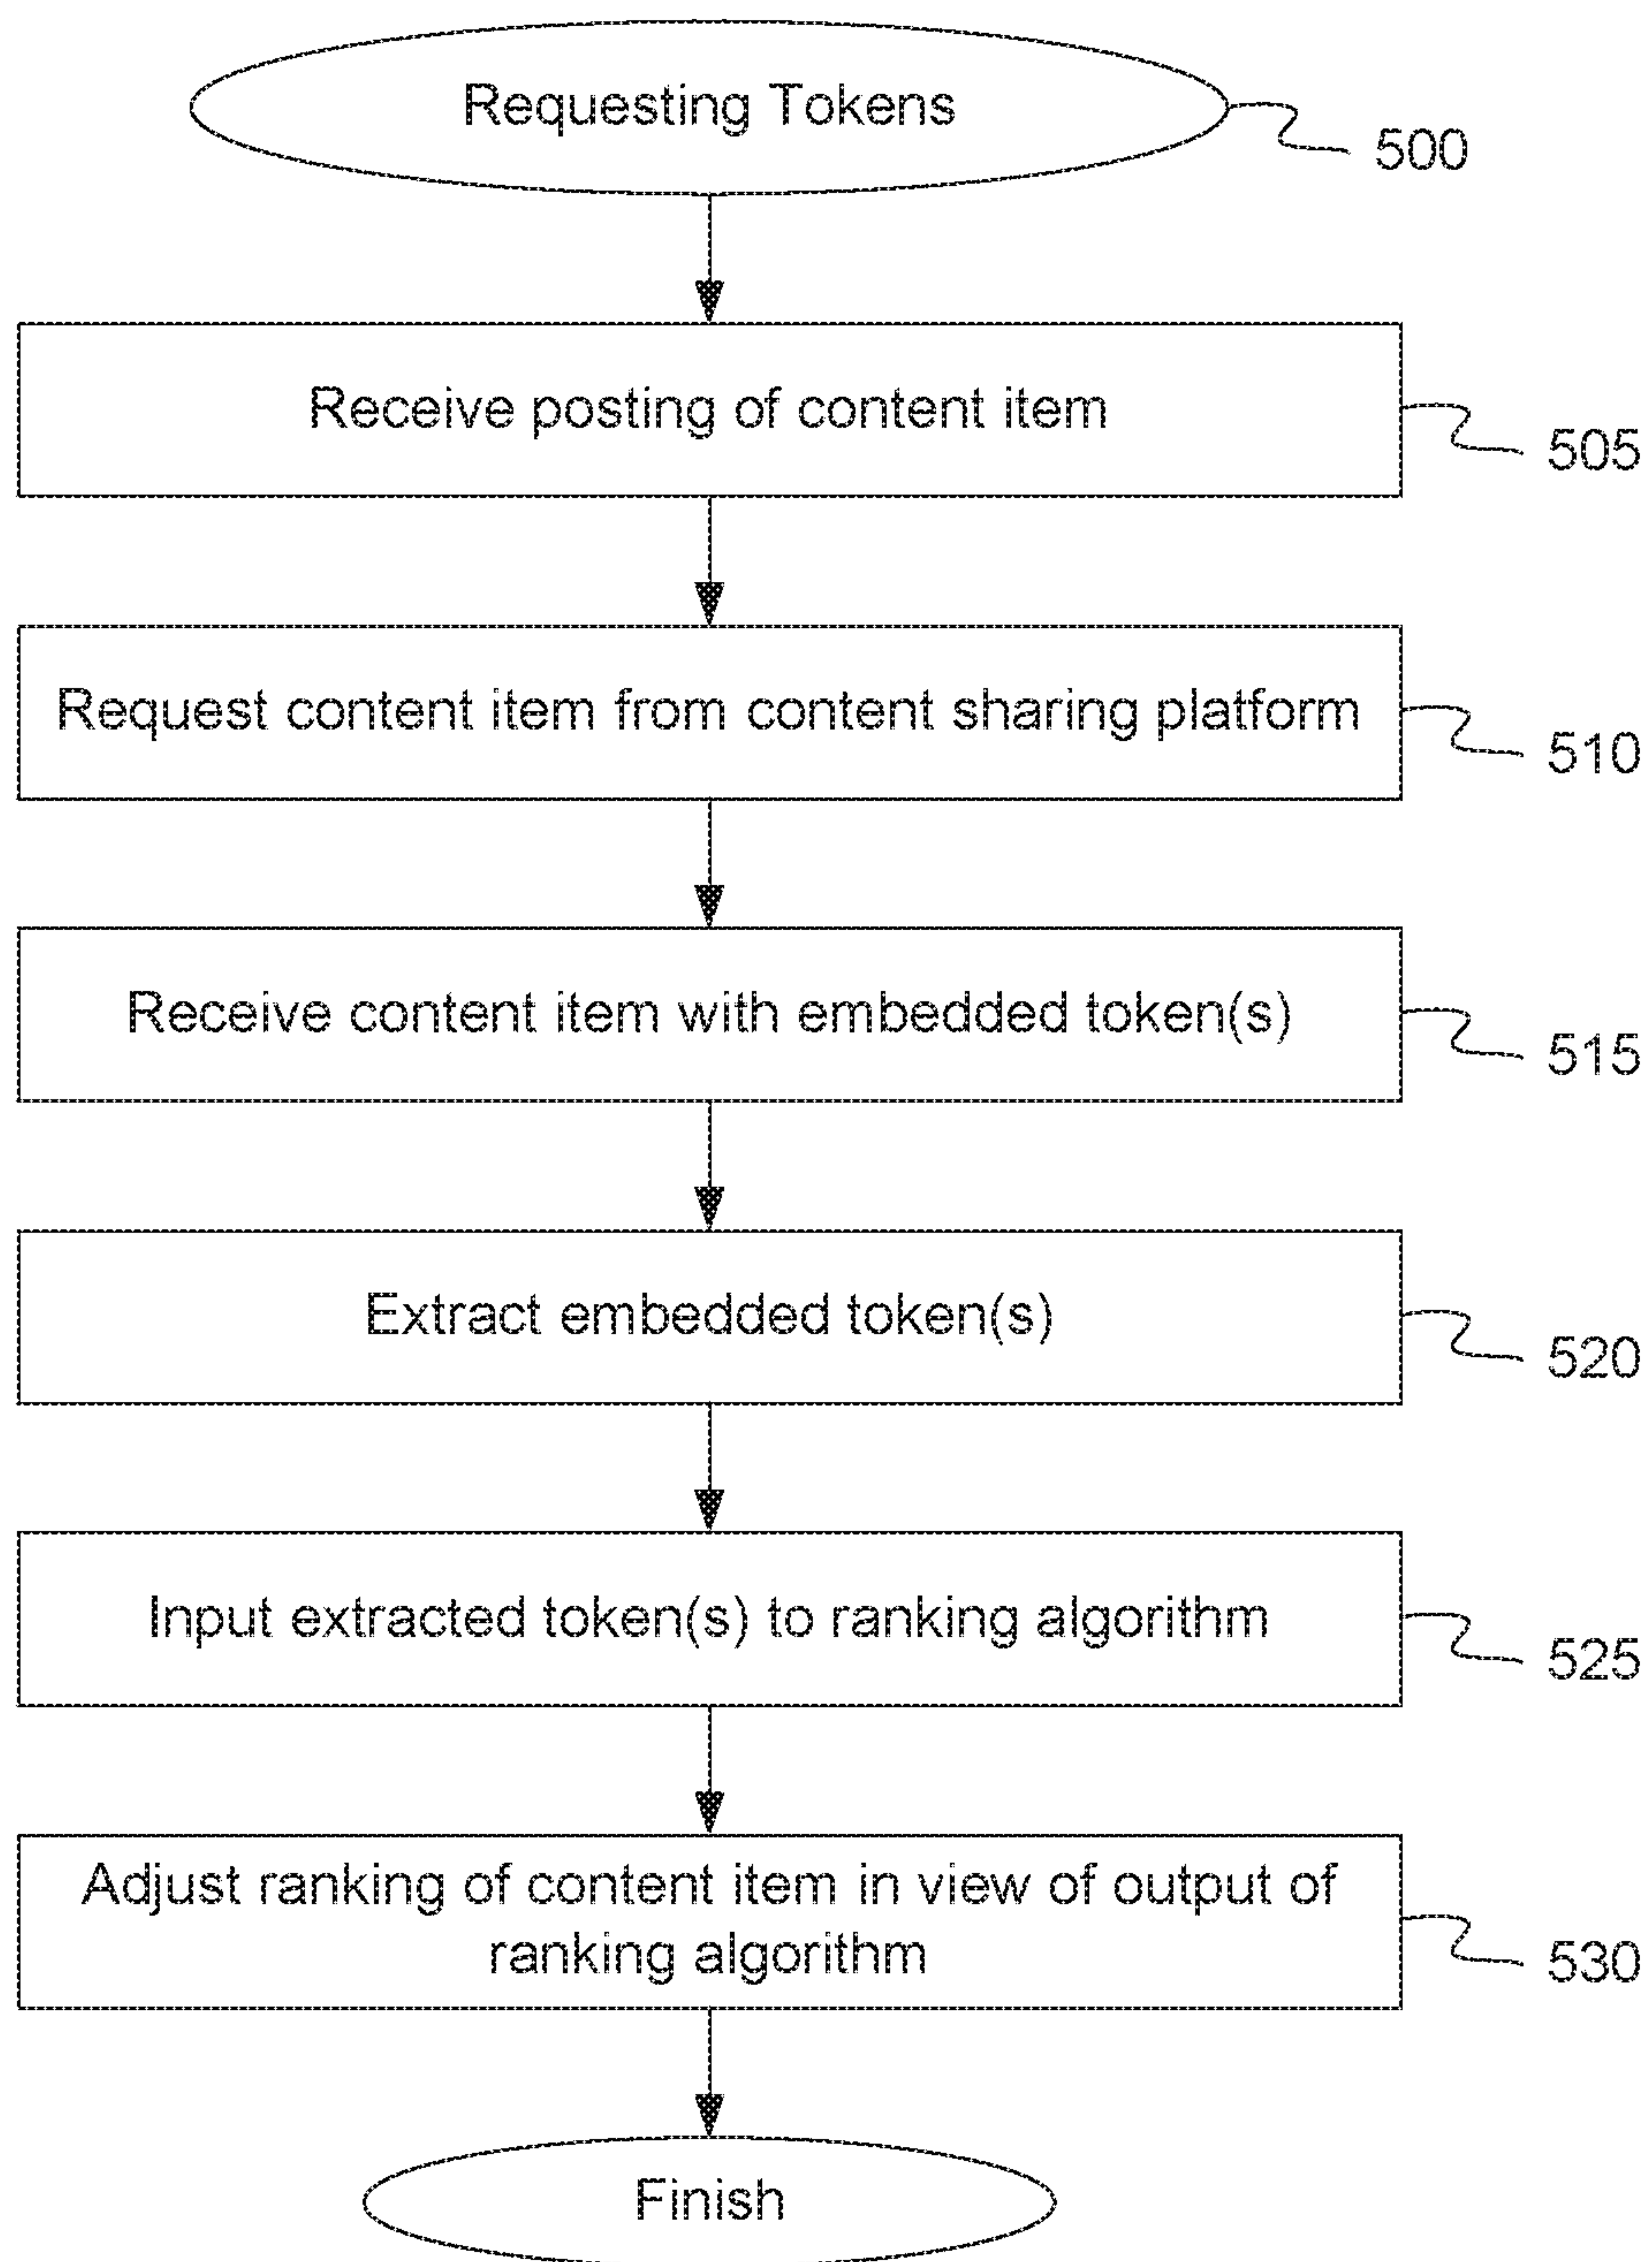 Requesting Tokens
500
Receive posting of content item
505
Request content item from content sharing platform
510
Receive content item with embedded token(s)
515
Extract embedded token(s)
520
Input extracted token(s) to ranking algorithm
525
Adjust ranking of content item in view of output of
ranking algorithm
530
Finish